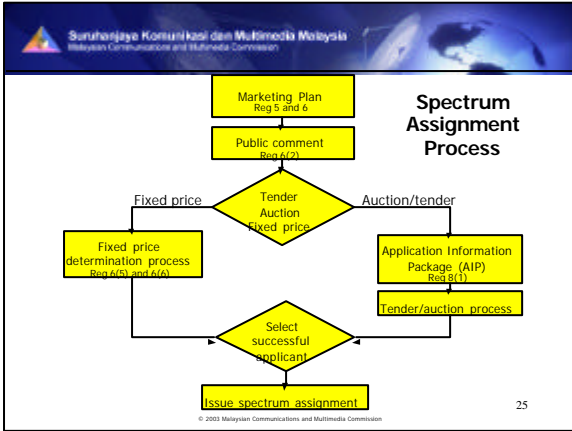 Suruhanjaya Komunikasi dan Multimedia Malaysia
Malaysian Communications and Multimedia Commission
Spectrum
Assignment
Process
Marketing Plan
Reg 5 and 6
Public comment
Reg 6(2)
Tender
Auction
Fixed price
Fixed price
Auction/tender
Fixed price
determination process
Reg 6(5) and 6(6)
Application Information
Package (AIP)
Reg 8(1)
Tender/auction process
Select
successful
applicant
Issue spectrum assignment
25
© 2003 Malaysian Communications and Multimedia Commission